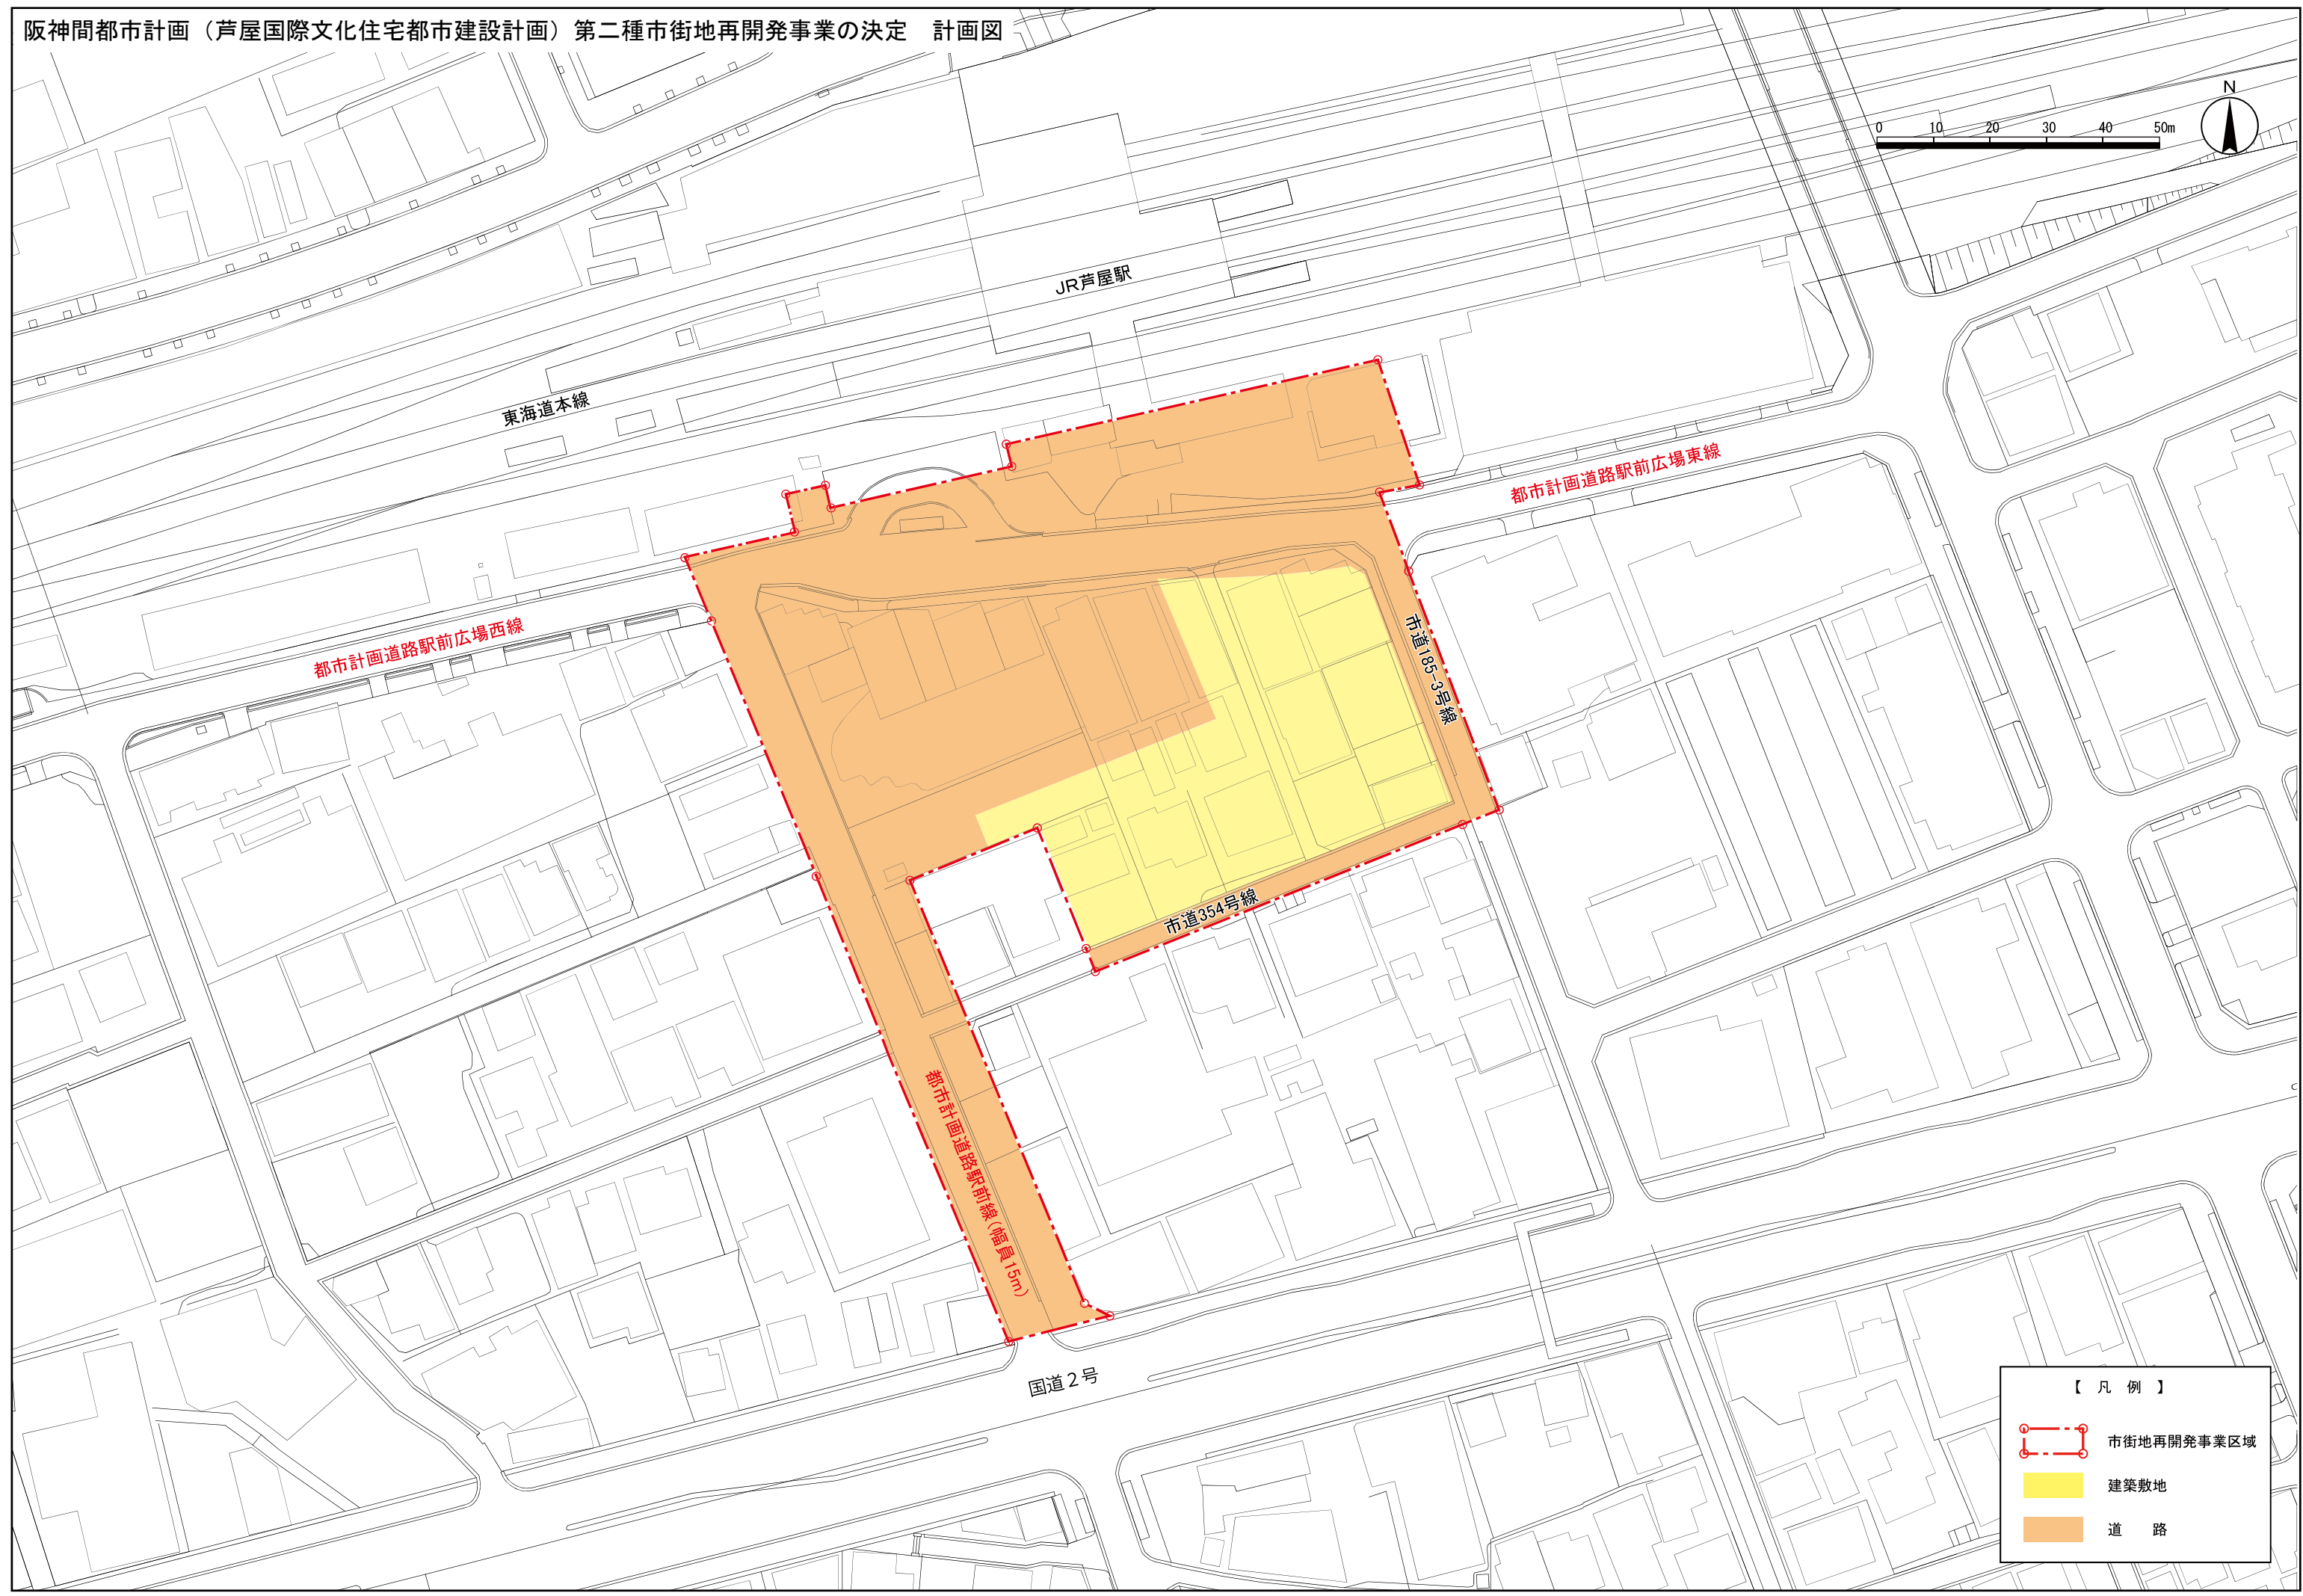 阪神間都市計画（芦屋国際文化住宅都市建設計画）第二種市街地再開発事業の決定　計画図
N
0 10 20 30 40 50m
JR芦屋駅
東海道本線
都市計画道路駅前広場東線
都市計画道路駅前広場西線
市道185-3号線
市道354号線
都市計画道路駅前線（幅員15m）
国道２号
【　凡　例　】
市街地再開発事業区域
建築敷地
道　　路